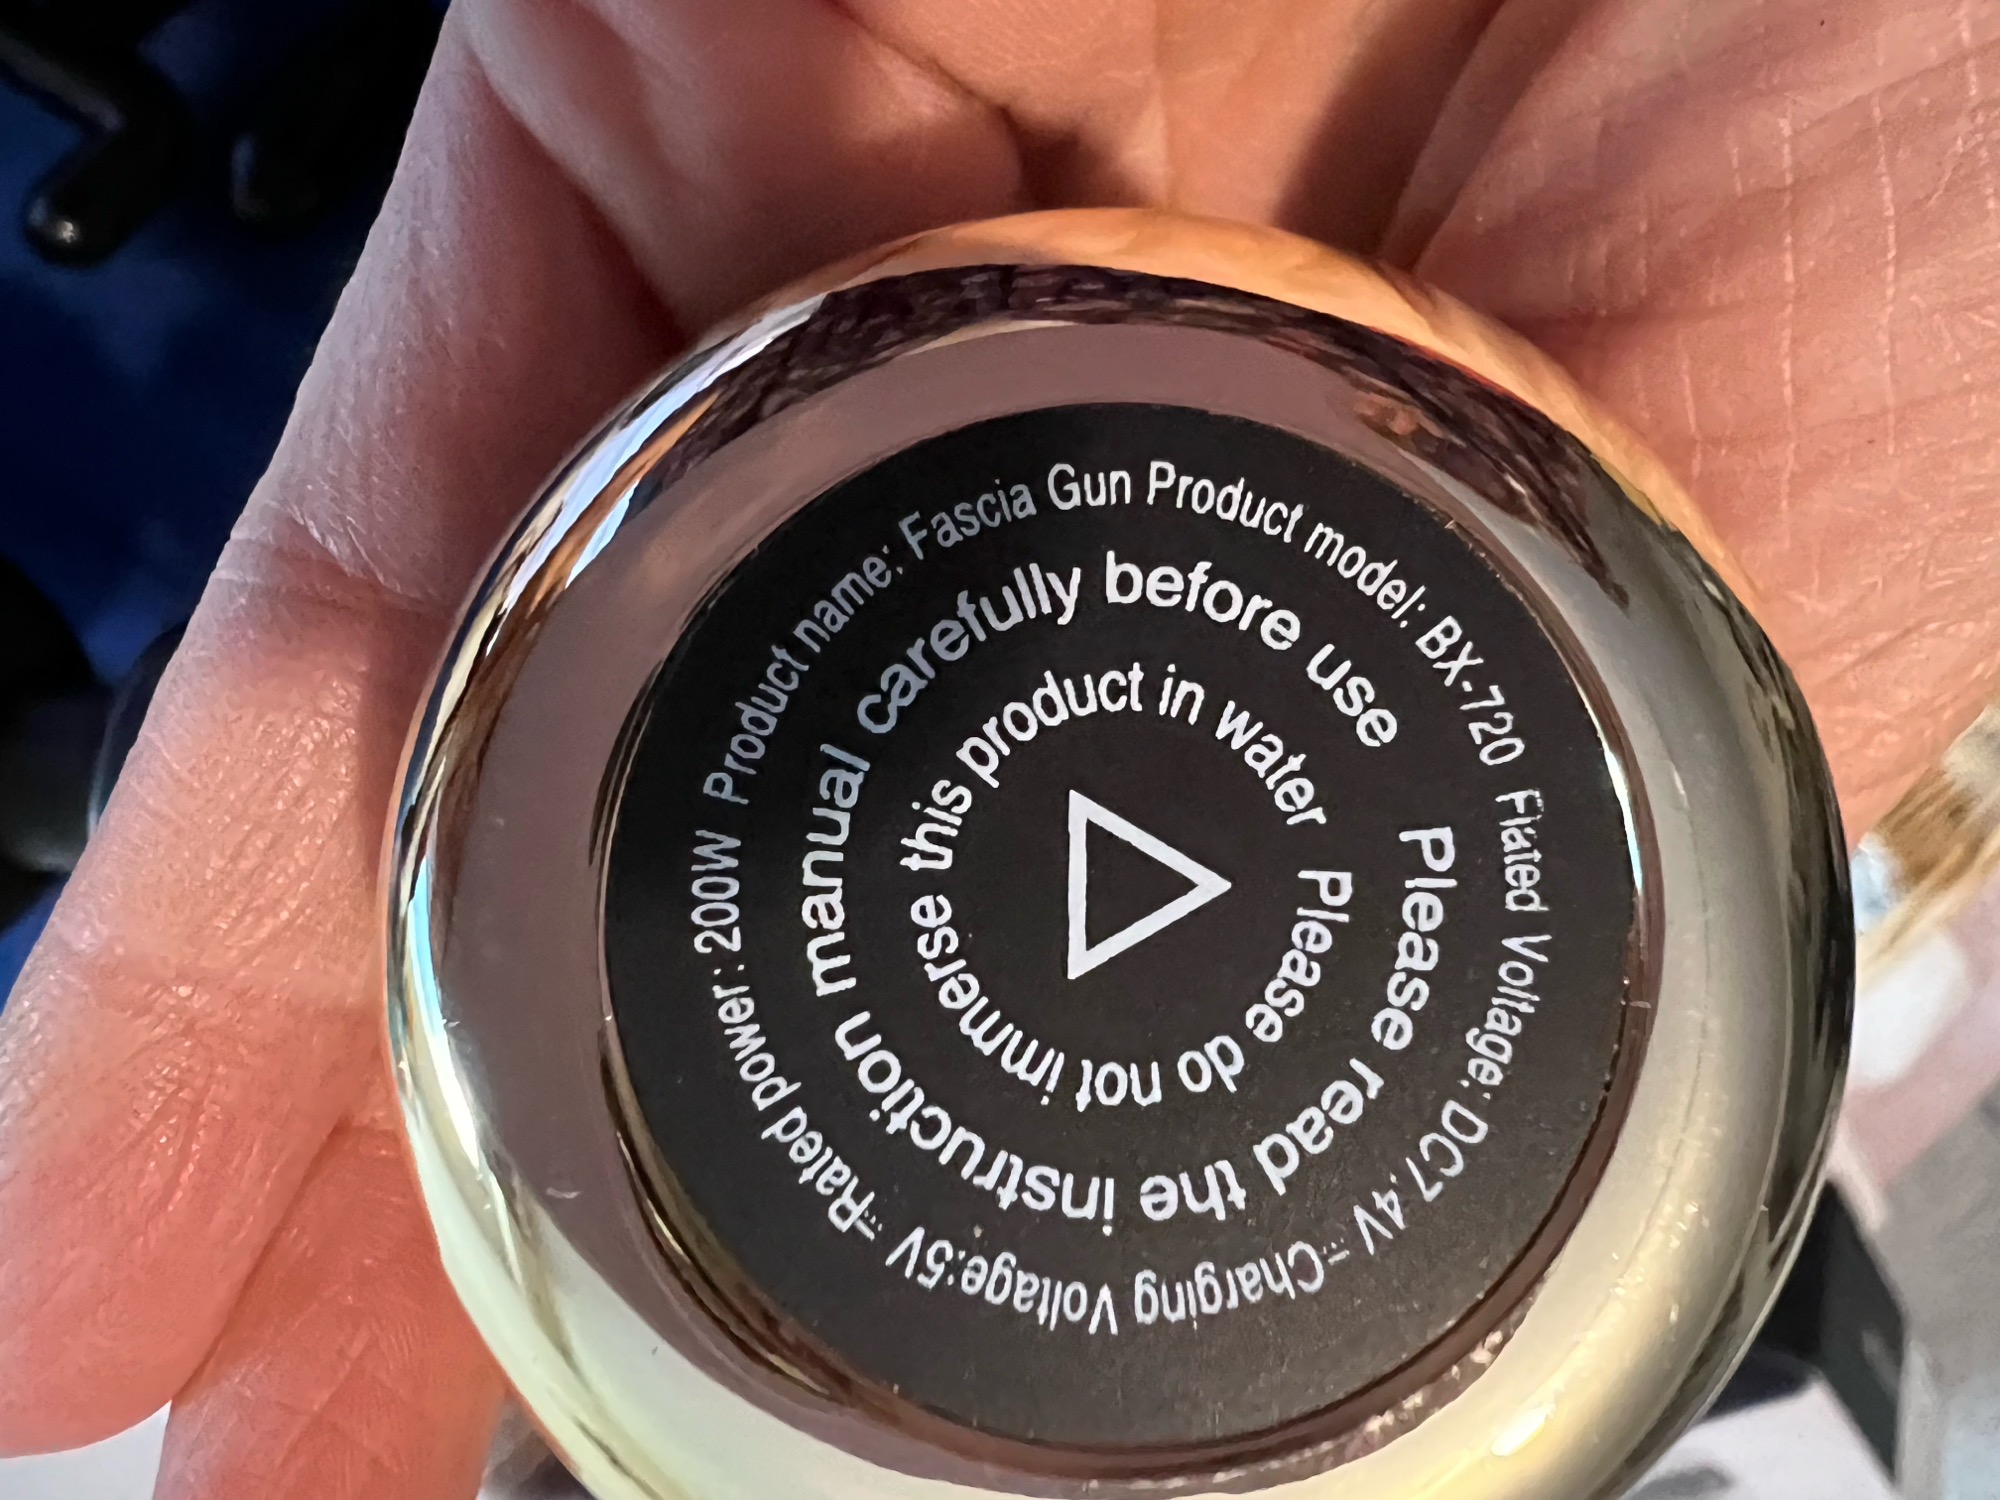 Product name: Fascia Gun Product model: BX-720 Flated Voltage: DC7.4V ⎓Charging Voltage:5V ⎓Rated power: 200W
Please read the instruction manual carefully before use
Please do not immerse this product in water